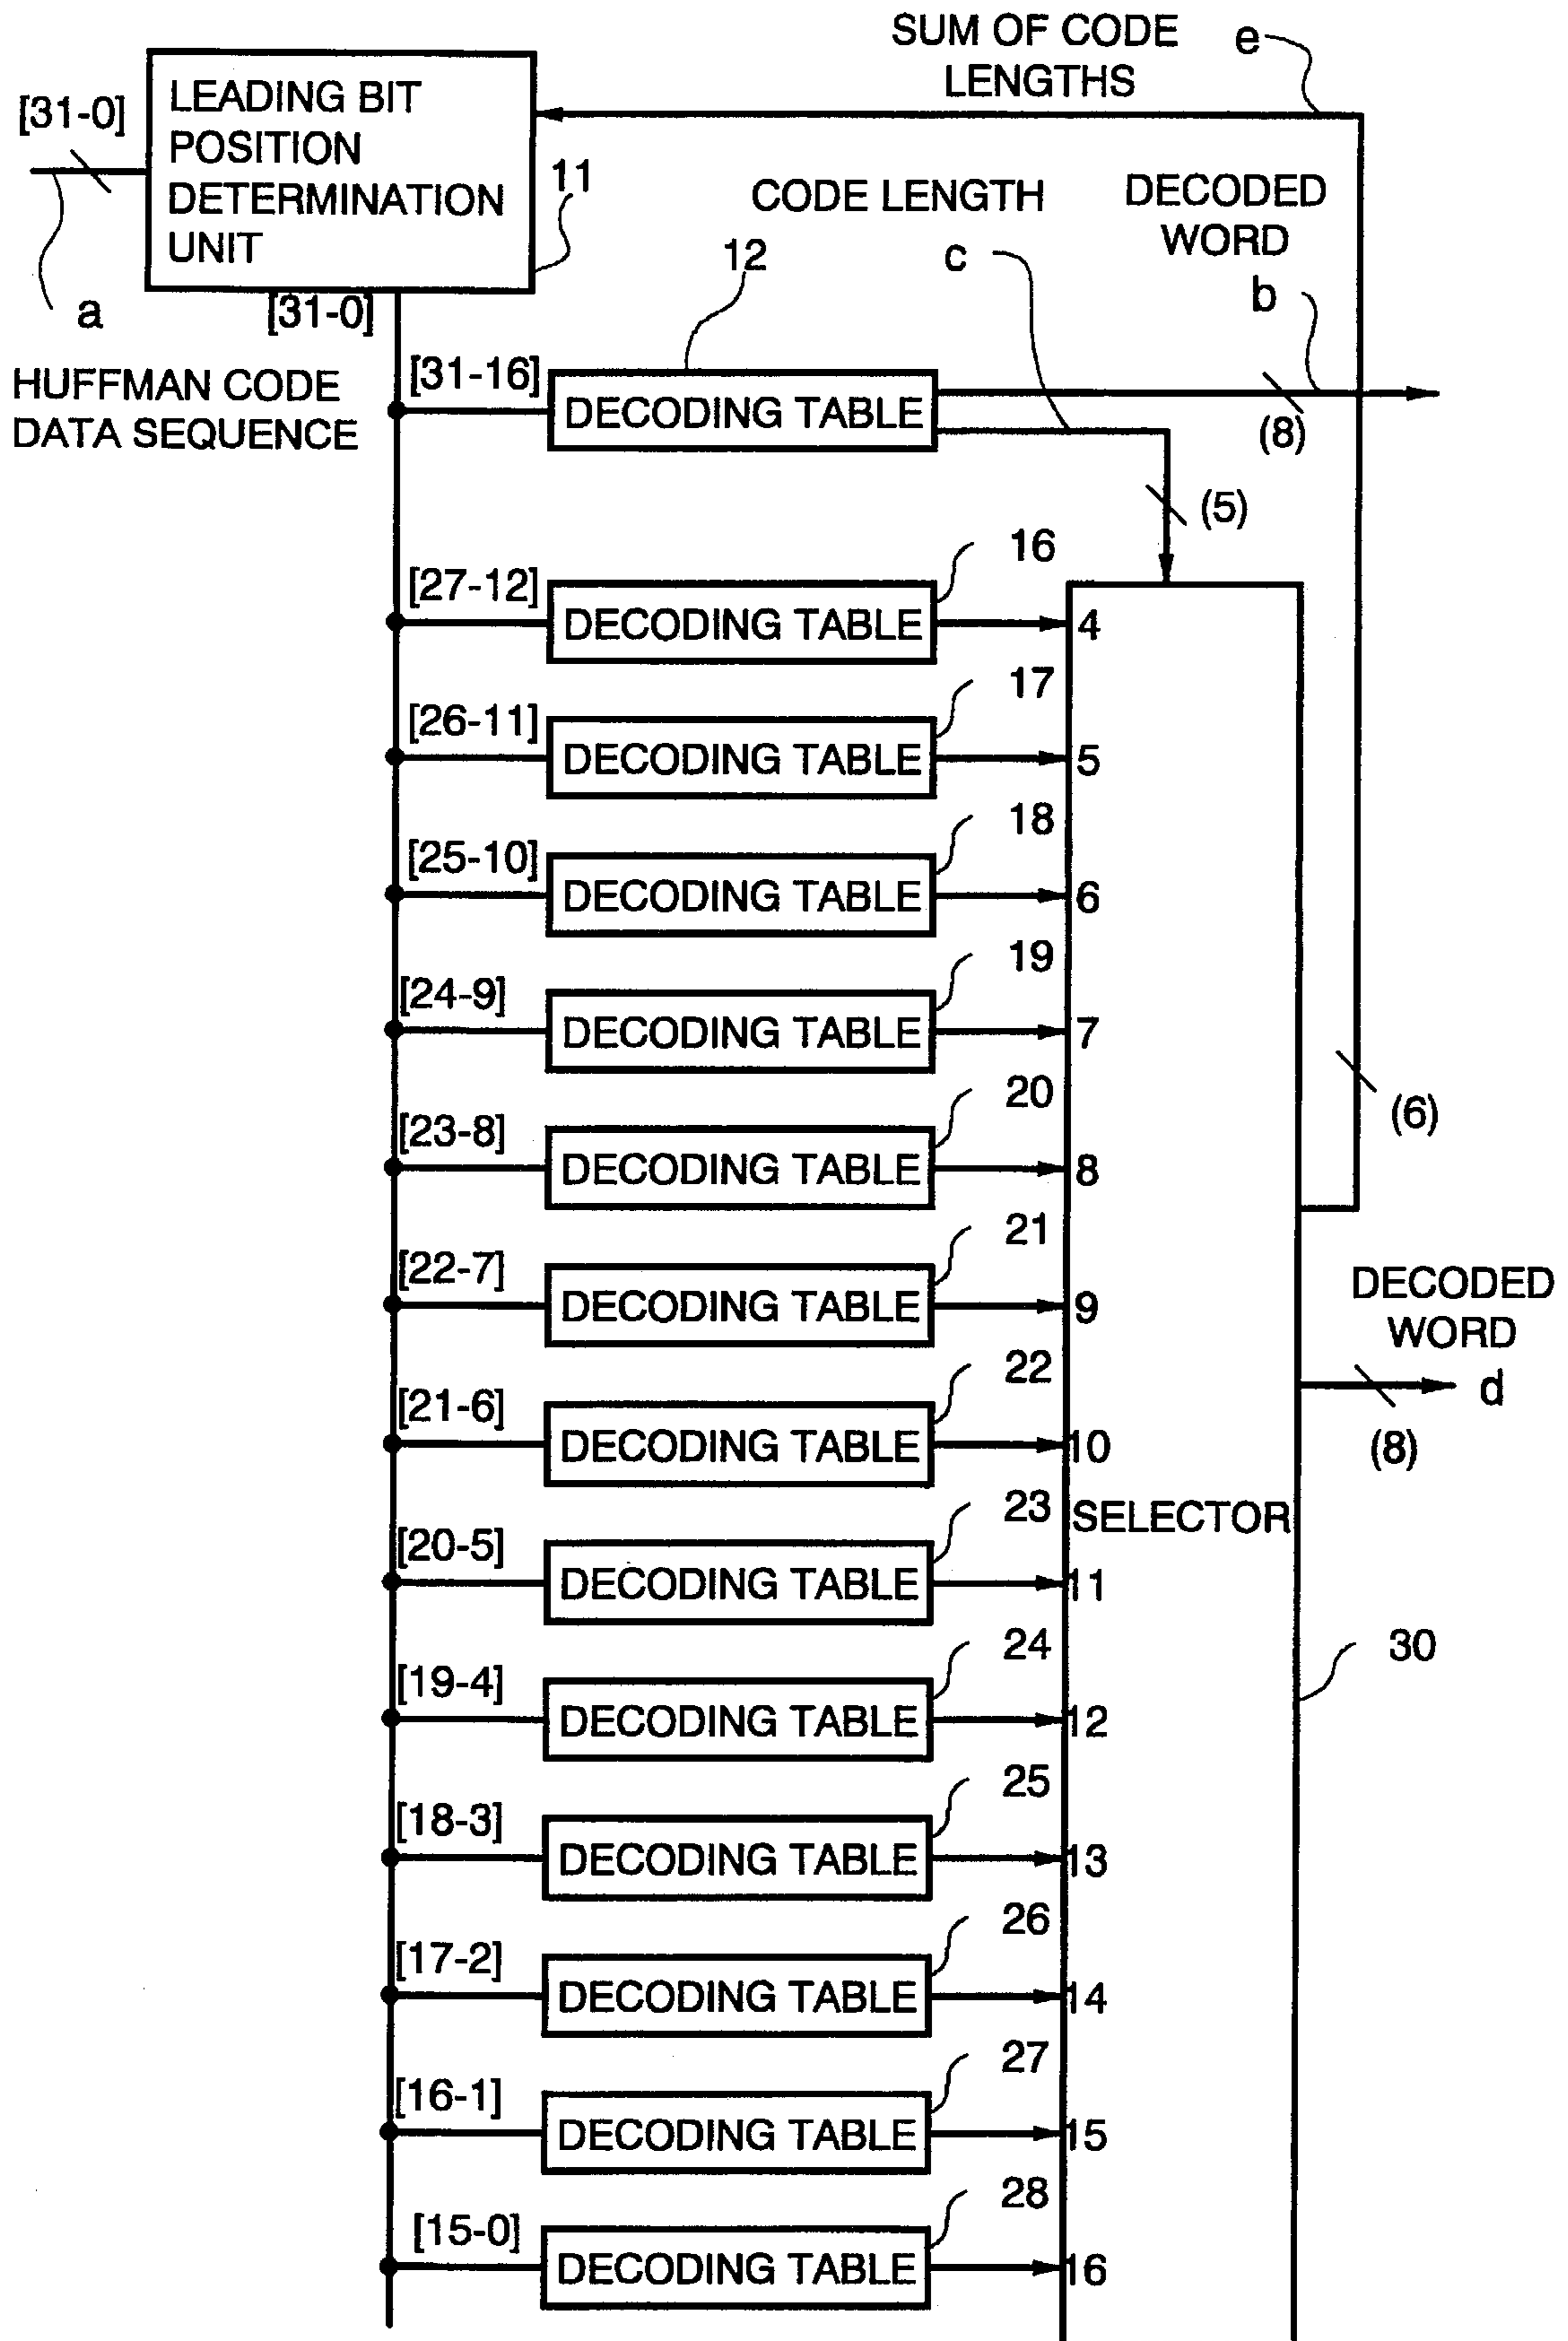 SUM OF CODE
LENGTHS
e
[31-0]
LEADING BIT
POSITION
DETERMINATION
UNIT
11
a
[31-0]
CODE LENGTH
DECODED
WORD
12
c
b
HUFFMAN CODE
DATA SEQUENCE
[31-16]
DECODING TABLE
(8)
(5)
[27-12]
DECODING TABLE
16
4
[26-11]
DECODING TABLE
17
5
[25-10]
DECODING TABLE
18
6
[24-9]
DECODING TABLE
19
7
[23-8]
DECODING TABLE
20
8
(6)
[22-7]
DECODING TABLE
21
9
DECODED
WORD
d
(8)
[21-6]
DECODING TABLE
22
10
SELECTOR
[20-5]
DECODING TABLE
23
11
30
[19-4]
DECODING TABLE
24
12
[18-3]
DECODING TABLE
25
13
[17-2]
DECODING TABLE
26
14
[16-1]
DECODING TABLE
27
15
[15-0]
DECODING TABLE
28
16